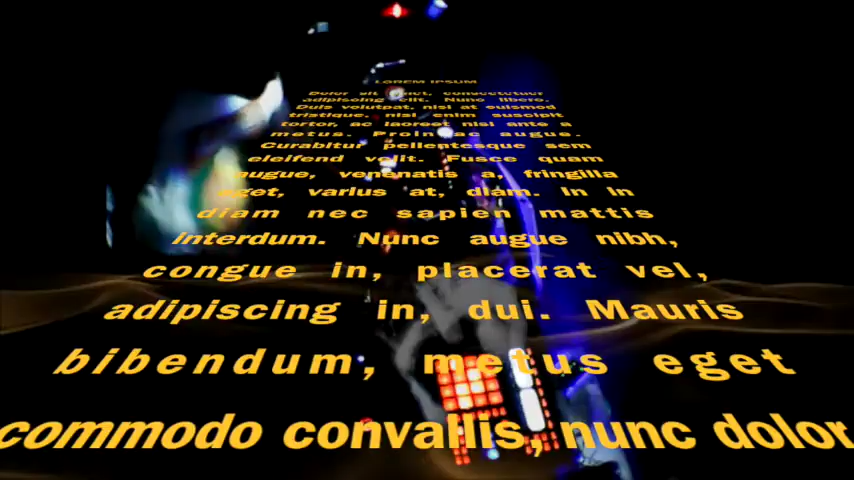 LOREM IPSUM
Dolor sit amet, consectetuer
adipiscing elit. Nunc libero.
Duis volutpat, nisl at euismod
tristique, nisl enim suscipit
tortor, ac laoreet nisl ante a
metus. Proin ac augue.
Curabitur pellentesque sem
eleifend velit. Fusce quam
augue, venenatis a, fringilla
eget, varius at, diam. In in
diam nec sapien mattis
interdum. Nunc augue nibh,
congue in, placerat vel,
adipiscing in, dui. Mauris
bibendum, metus eget
commodo convallis, nunc dolor